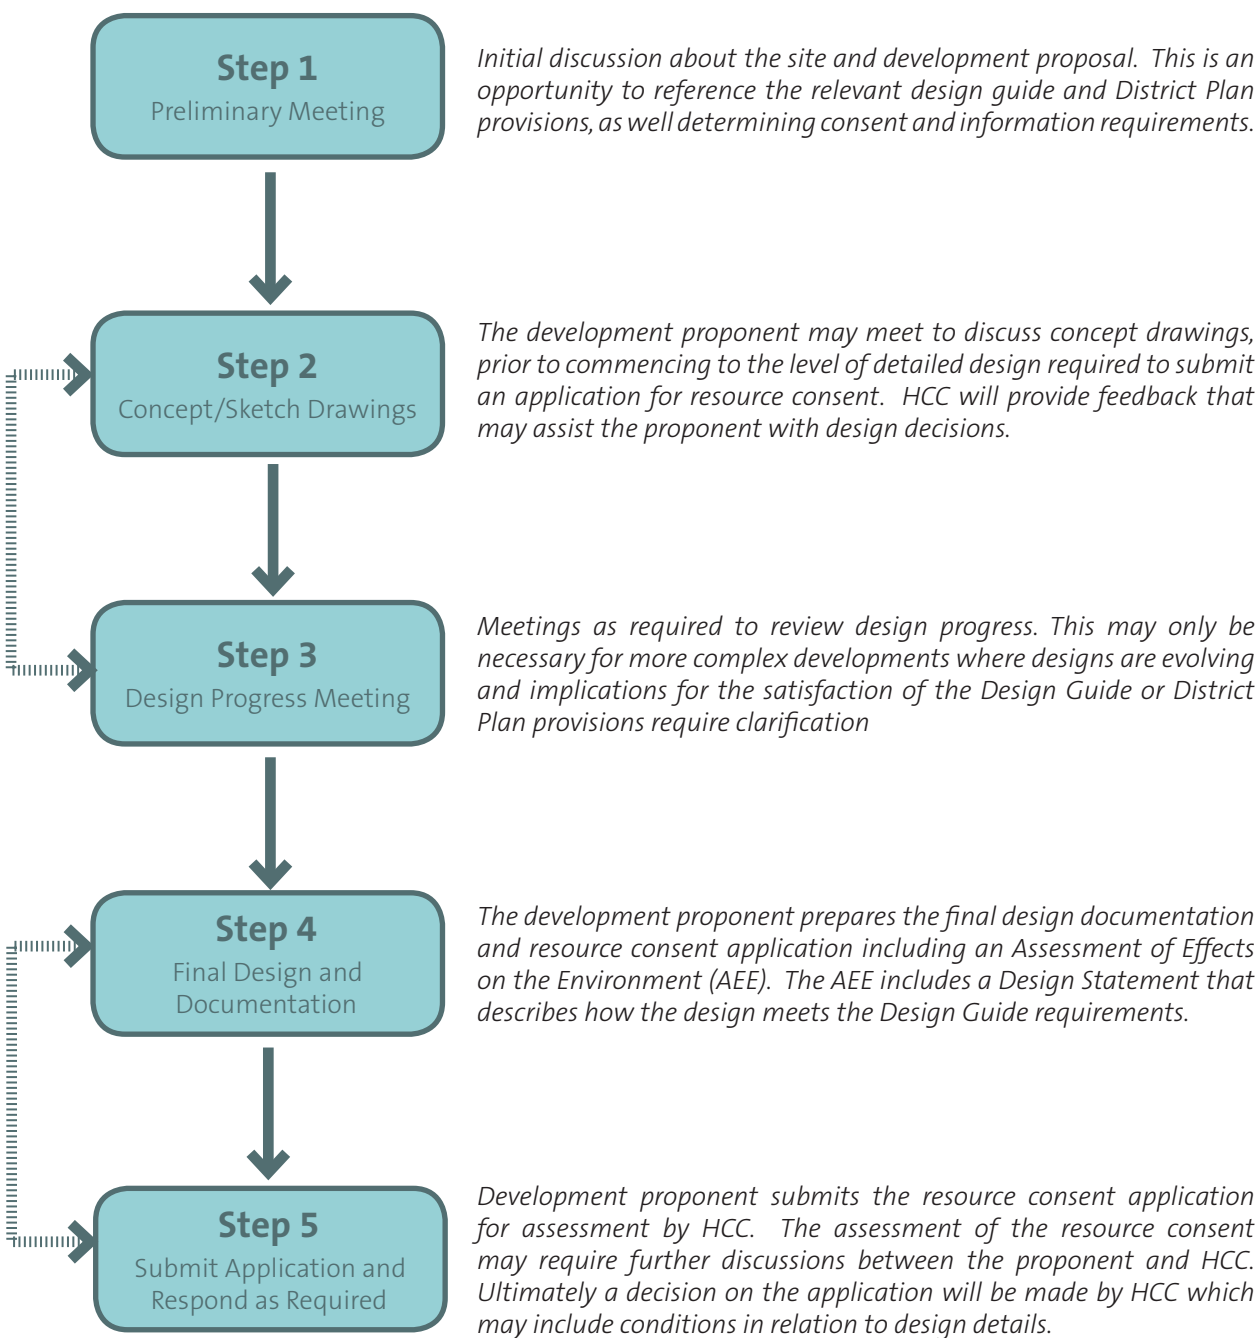 Step 1
Preliminary Meeting
Initial discussion about the site and development proposal. This is an
opportunity to reference the relevant design guide and District Plan
provisions, as well determining consent and information requirements.
Step 2
Concept/Sketch Drawings
The development proponent may meet to discuss concept drawings,
prior to commencing to the level of detailed design required to submit
an application for resource consent. HCC will provide feedback that
may assist the proponent with design decisions.
Step 3
Design Progress Meeting
Meetings as required to review design progress. This may only be
necessary for more complex developments where designs are evolving
and implications for the satisfaction of the Design Guide or District
Plan provisions require clarification
Step 4
Final Design and
Documentation
The development proponent prepares the final design documentation
and resource consent application including an Assessment of Effects
on the Environment (AEE). The AEE includes a Design Statement that
describes how the design meets the Design Guide requirements.
Step 5
Submit Application and
Respond as Required
Development proponent submits the resource consent application
for assessment by HCC. The assessment of the resource consent
may require further discussions between the proponent and HCC.
Ultimately a decision on the application will be made by HCC which
may include conditions in relation to design details.